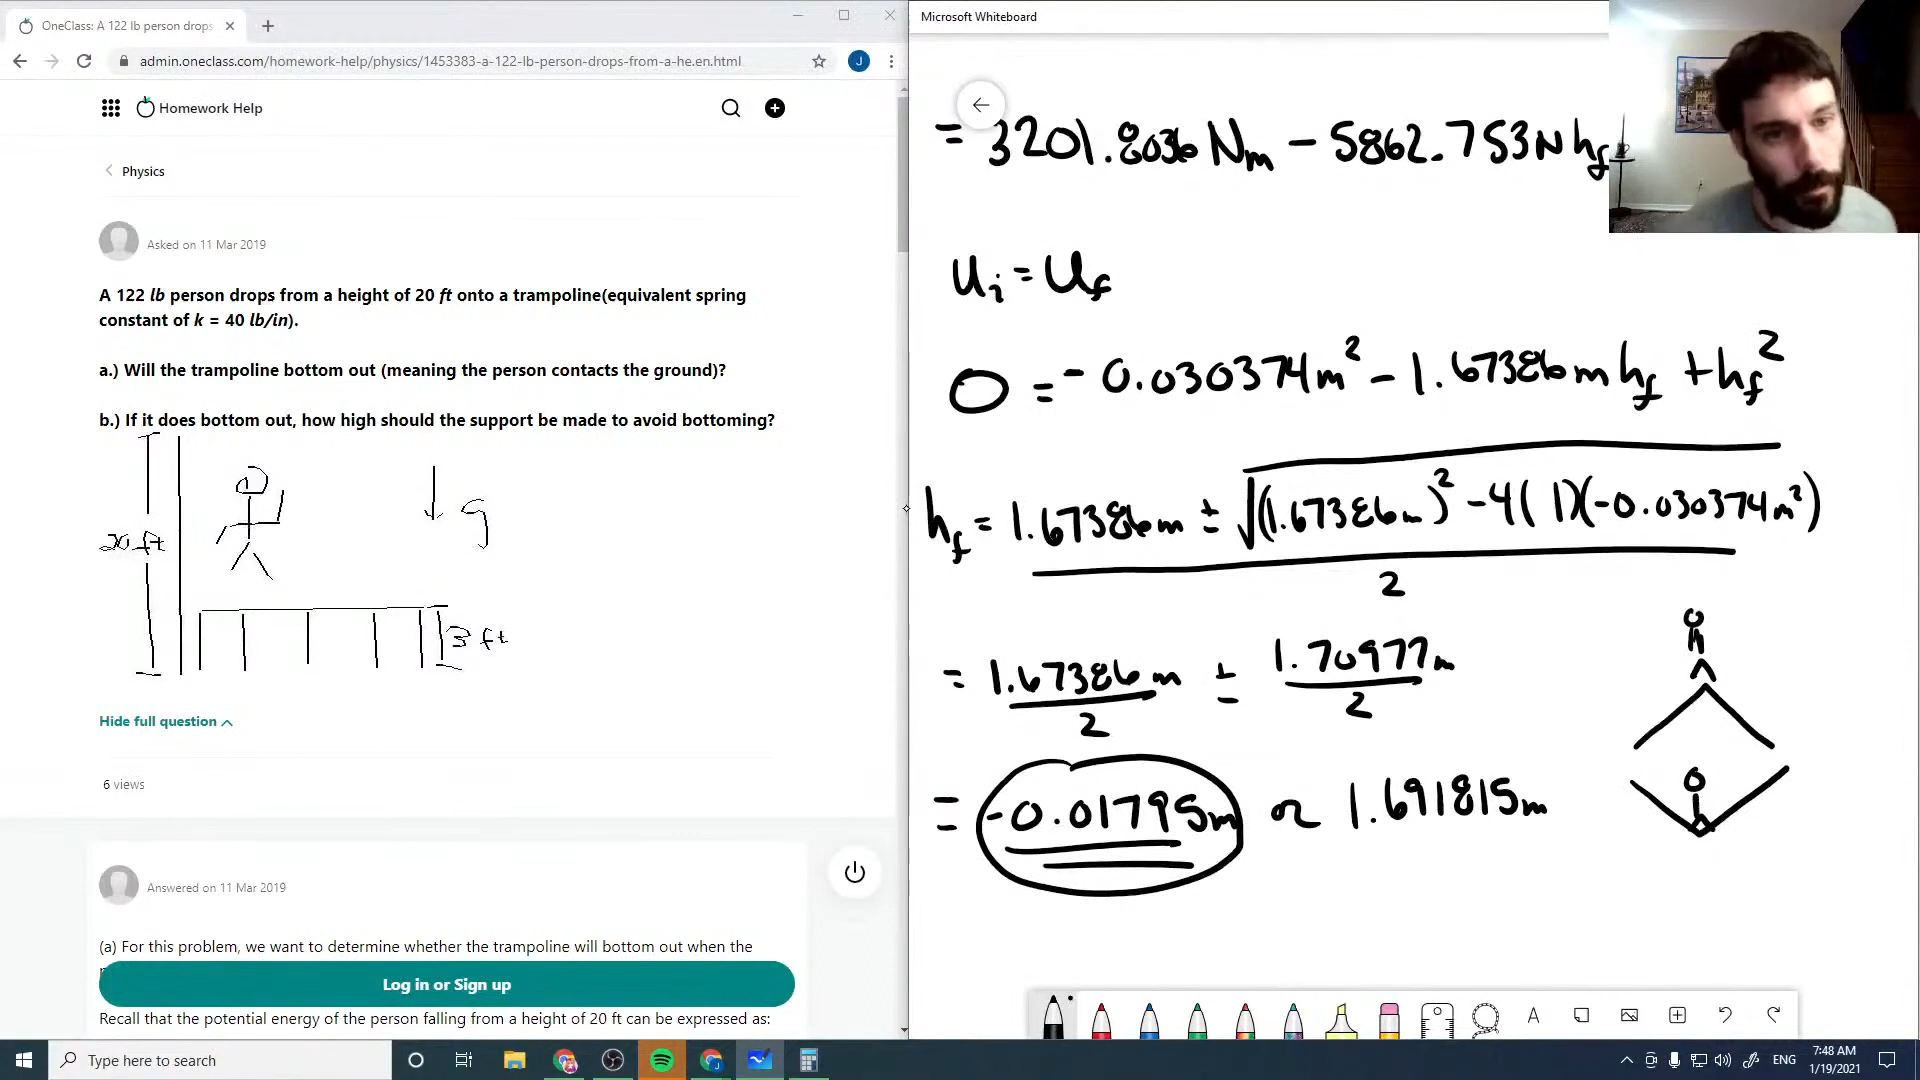 OneClass: A 122 lb person drops
admin.oneclass.com/homework-help/physics/1453383-a-122-lb-person-drops-from-a-he.en.html
J
Homework Help
Physics
Asked on 11 Mar 2019
A 122 lb person drops from a height of 20 ft onto a trampoline(equivalent spring
constant of k = 40 lb/in).
a.) Will the trampoline bottom out (meaning the person contacts the ground)?
b.) If it does bottom out, how high should the support be made to avoid bottoming?
20 ft
g
3 ft
Hide full question
6 views
Answered on 11 Mar 2019
(a) For this problem, we want to determine whether the trampoline will bottom out when the
Log in or Sign up
Recall that the potential energy of the person falling from a height of 20 ft can be expressed as:
Microsoft Whiteboard
= 3201.8036 Nm - 5862.753N hf
Ui = Uf
0 = -0.030374m² - 1.67386m hf + hf²
hf = 1.67386m ± √(1.67386m)² - 4(1)(-0.030374m²)
2
= 1.67386m ± 1.70977m
2 2
= -0.01795m or 1.691815m
A
Type here to search
ENG
7:48 AM
1/19/2021